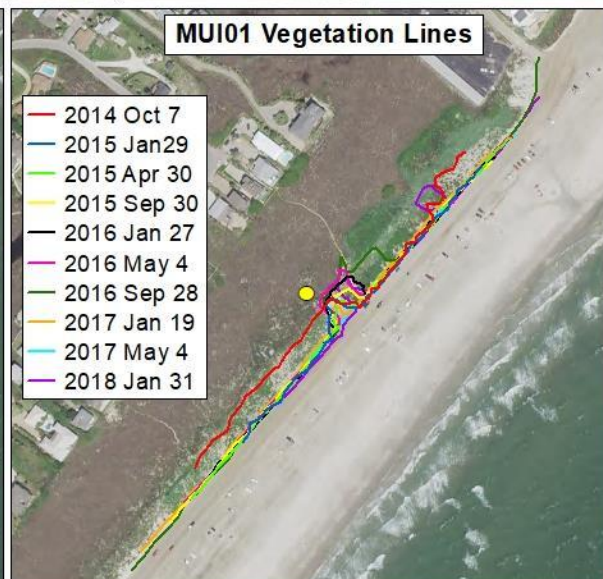 MUI01 Vegetation Lines
2014 Oct 7
2015 Jan29
2015 Apr 30
2015 Sep 30
2016 Jan 27
2016 May 4
2016 Sep 28
2017 Jan 19
2017 May 4
2018 Jan 31